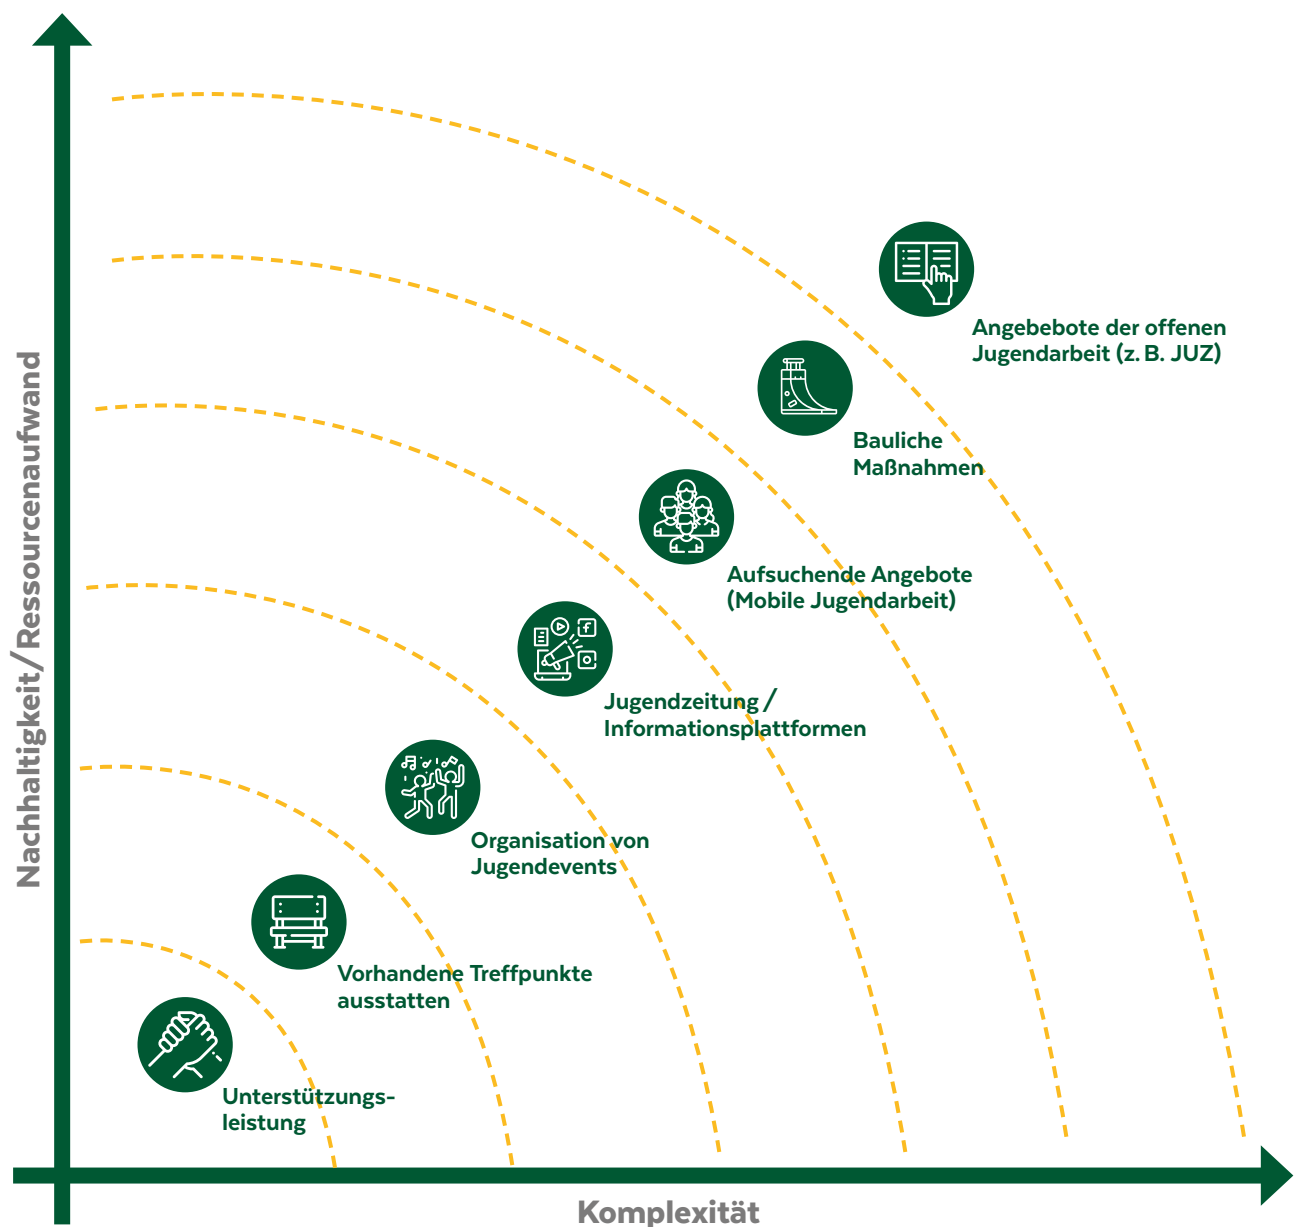 Nachhaltigkeit/Ressourcenaufwand
Angebebote der offenen
Jugendarbeit (z. B. JUZ)
Bauliche
Maßnahmen
Aufsuchende Angebote
(Mobile Jugendarbeit)
Jugendzeitung /
Informationsplattformen
Organisation von
Jugendevents
Vorhandene Treffpunkte
ausstatten
Unterstützungs-
leistung
Komplexität